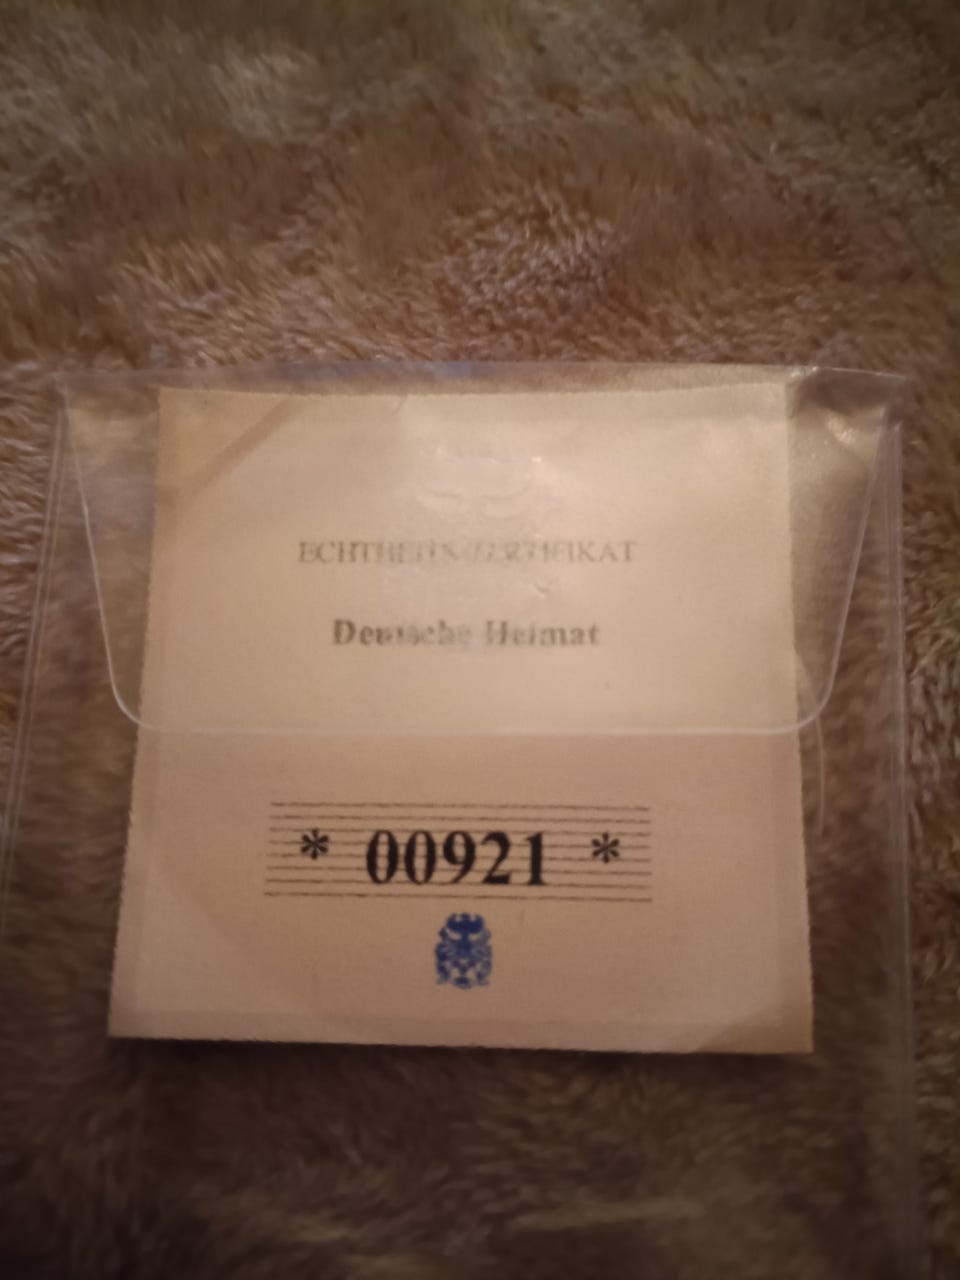 ECHTHEITSZERTIFIKAT
Deutsche Heimat
* 00921 *